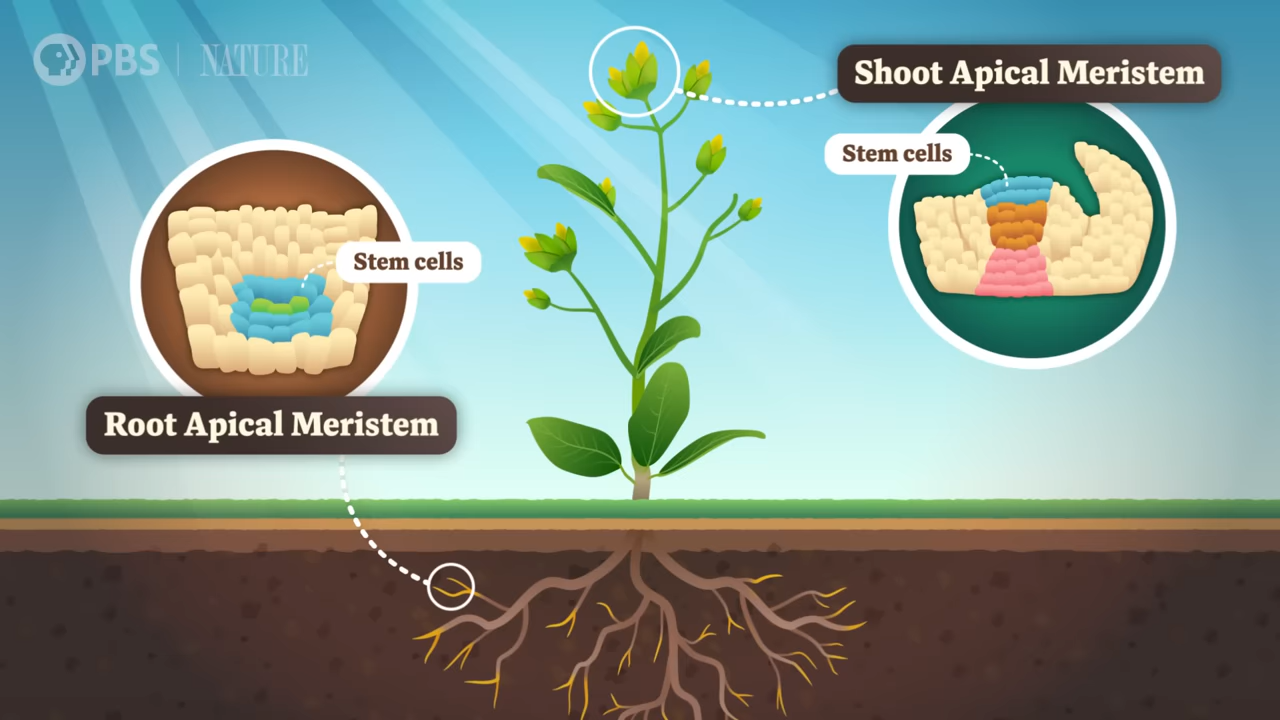 PBS | NATURE
Shoot Apical Meristem
Stem cells
Stem cells
Root Apical Meristem